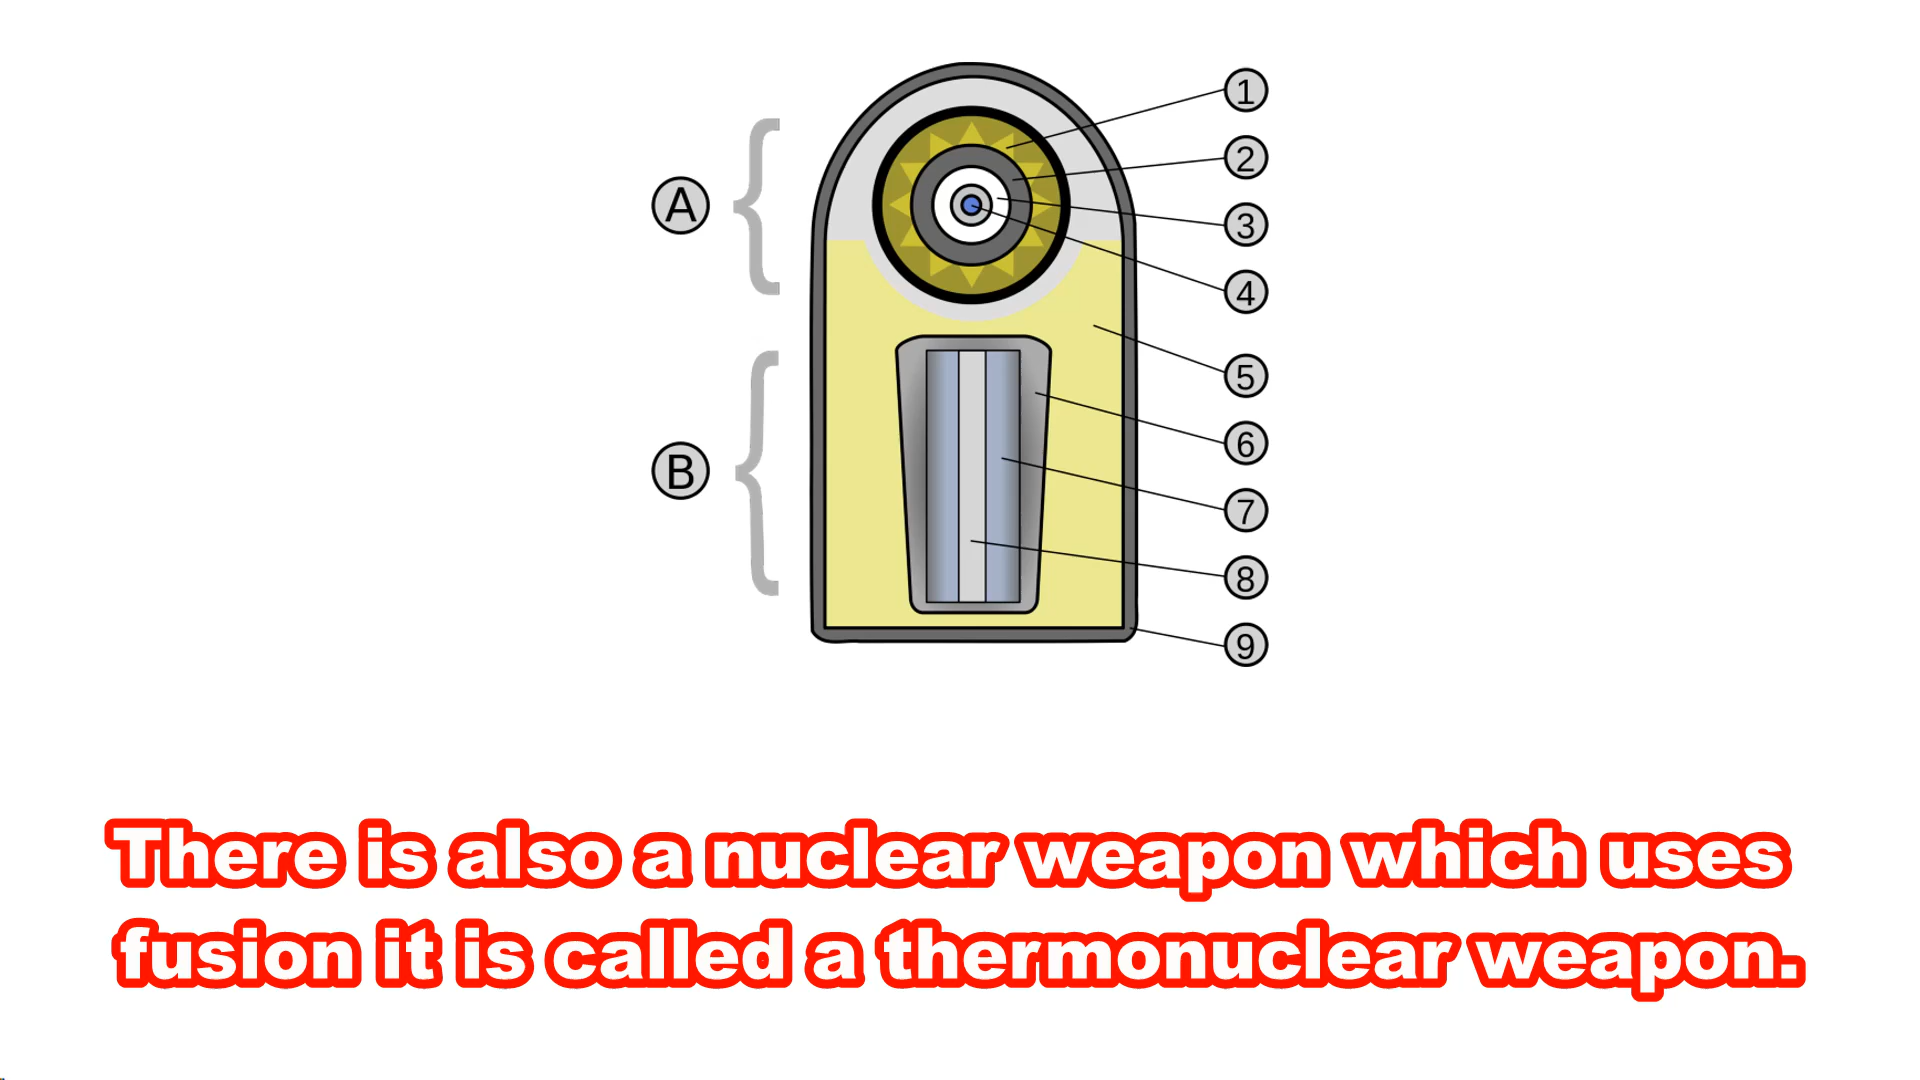 A
B
1
2
3
4
5
6
7
8
9
There is also a nuclear weapon which uses
fusion it is called a thermonuclear weapon.